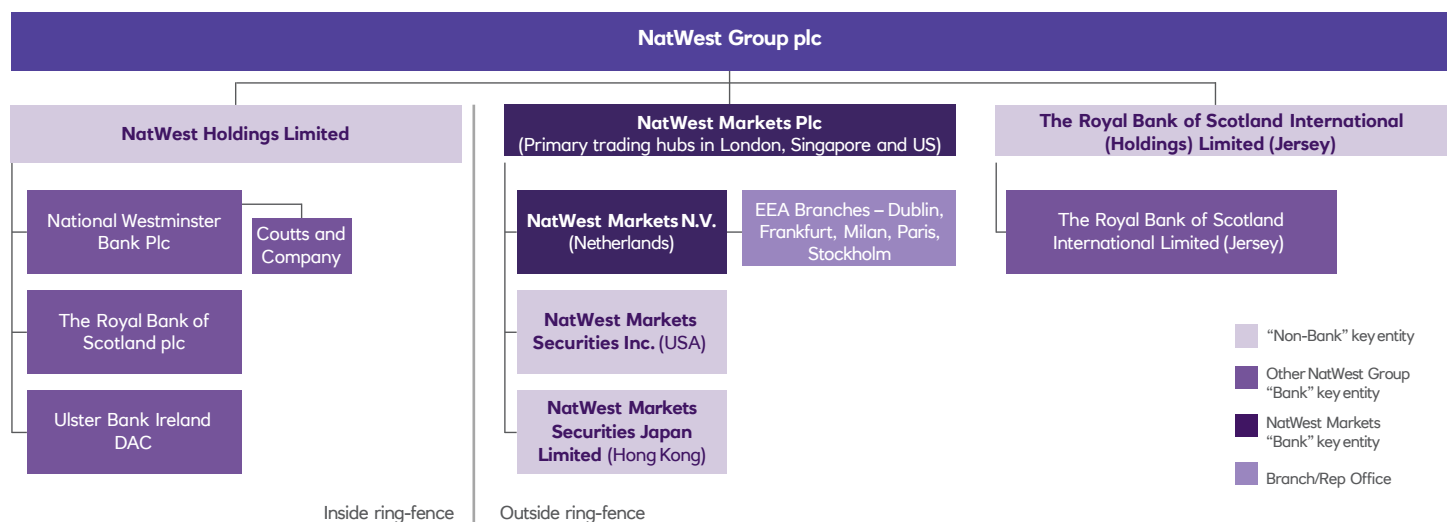 NatWest Group plc
NatWest Holdings Limited
NatWest Markets Plc
(Primary trading hubs in London, Singapore and US)
The Royal Bank of Scotland International
(Holdings) Limited (Jersey)
National Westminster
Bank Plc
Coutts and
Company
The Royal Bank of
Scotland plc
Ulster Bank Ireland
DAC
NatWest Markets N.V.
(Netherlands)
EEA Branches – Dublin,
Frankfurt, Milan, Paris,
Stockholm
NatWest Markets
Securities Inc. (USA)
NatWest Markets
Securities Japan
Limited (Hong Kong)
The Royal Bank of Scotland
International Limited (Jersey)
“Non-Bank” key entity
Other NatWest Group
“Bank” key entity
NatWest Markets
“Bank” key entity
Branch/Rep Office
Inside ring-fence
Outside ring-fence